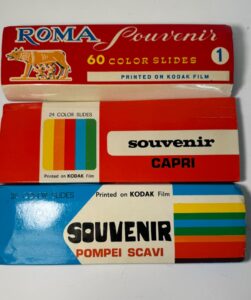 ROMA Souvenir
60 COLOR SLIDES 1
PRINTED ON KODAK FILM
24 COLOR SLIDES
souvenir
CAPRI
Printed on KODAK Film
SLIDES Printed on KODAK Film
SOUVENIR
POMPEI SCAVI